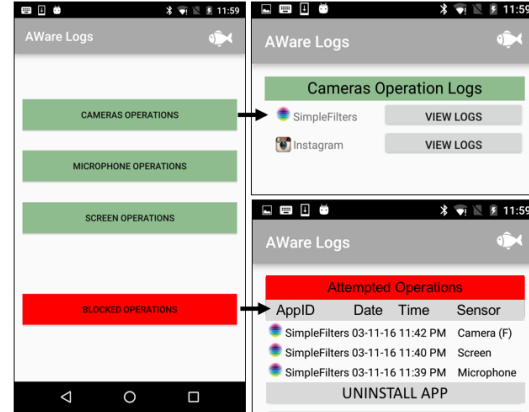 11:59
AWare Logs
CAMERAS OPERATIONS
MICROPHONE OPERATIONS
SCREEN OPERATIONS
BLOCKED OPERATIONS
11:59
AWare Logs
Cameras Operation Logs
SimpleFilters VIEW LOGS
Instagram VIEW LOGS
11:59
AWare Logs
Attempted Operations
AppID Date Time Sensor
SimpleFilters 03-11-16 11:42 PM Camera (F)
SimpleFilters 03-11-16 11:40 PM Screen
SimpleFilters 03-11-16 11:39 PM Microphone
UNINSTALL APP